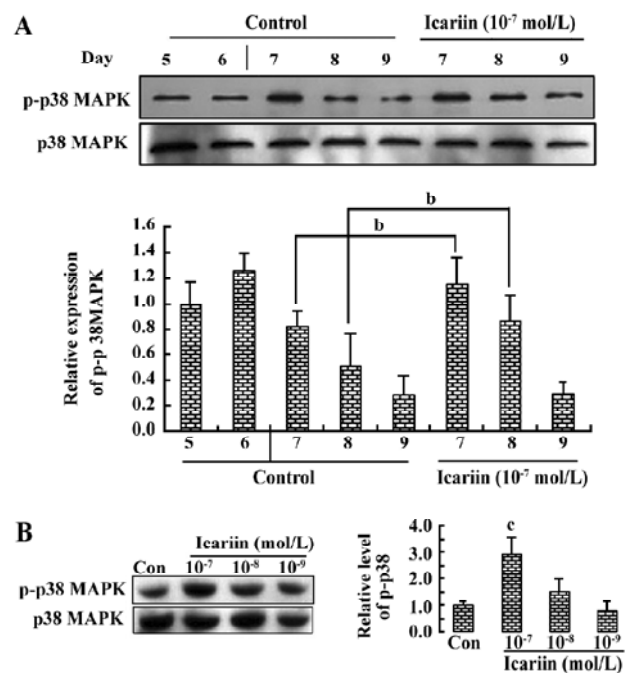 A
Control Icariin (10⁻⁷ mol/L)
Day 5 6 7 8 9 7 8 9
p-p38 MAPK
p38 MAPK
Relative expression
of p-p 38MAPK
1.6
1.4
1.2
1.0
0.8
0.6
0.4
0.2
0.0
b
b
5 6 7 8 9 7 8 9
Control Icariin (10⁻⁷ mol/L)
B
Icariin (mol/L)
Con 10⁻⁷ 10⁻⁸ 10⁻⁹
p-p38 MAPK
p38 MAPK
Relative level
of p-p38
4.0
3.0
2.0
1.0
0.0
c
Con 10⁻⁷ 10⁻⁸ 10⁻⁹
Icariin (mol/L)